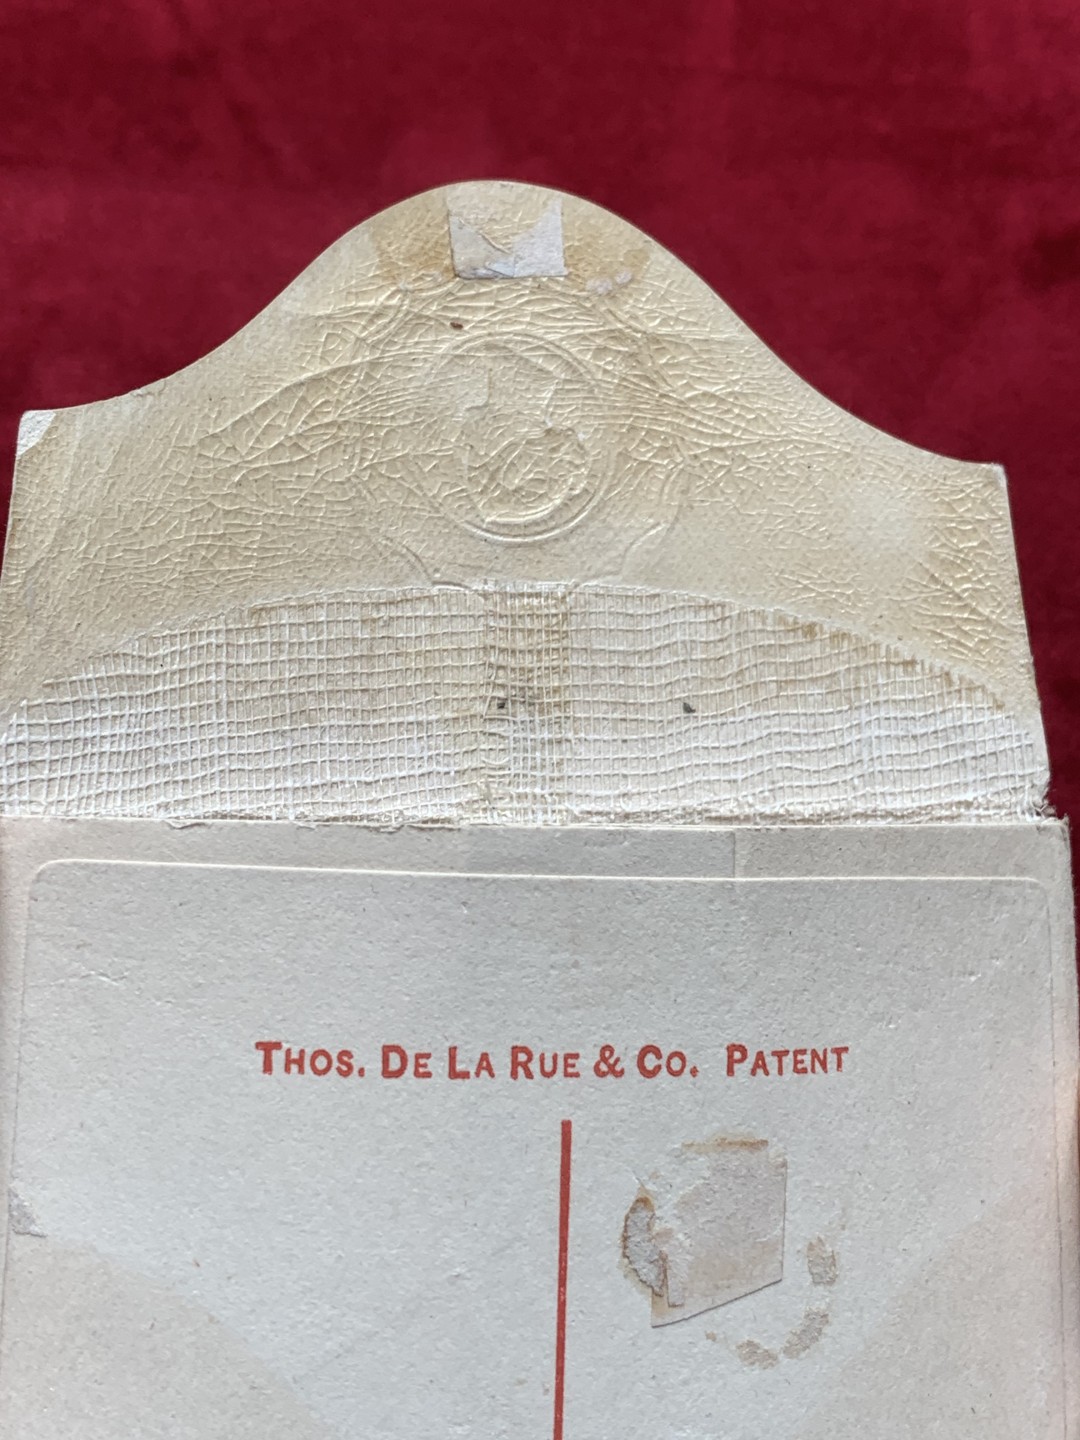 THOS. DE LA RUE & CO. PATENT